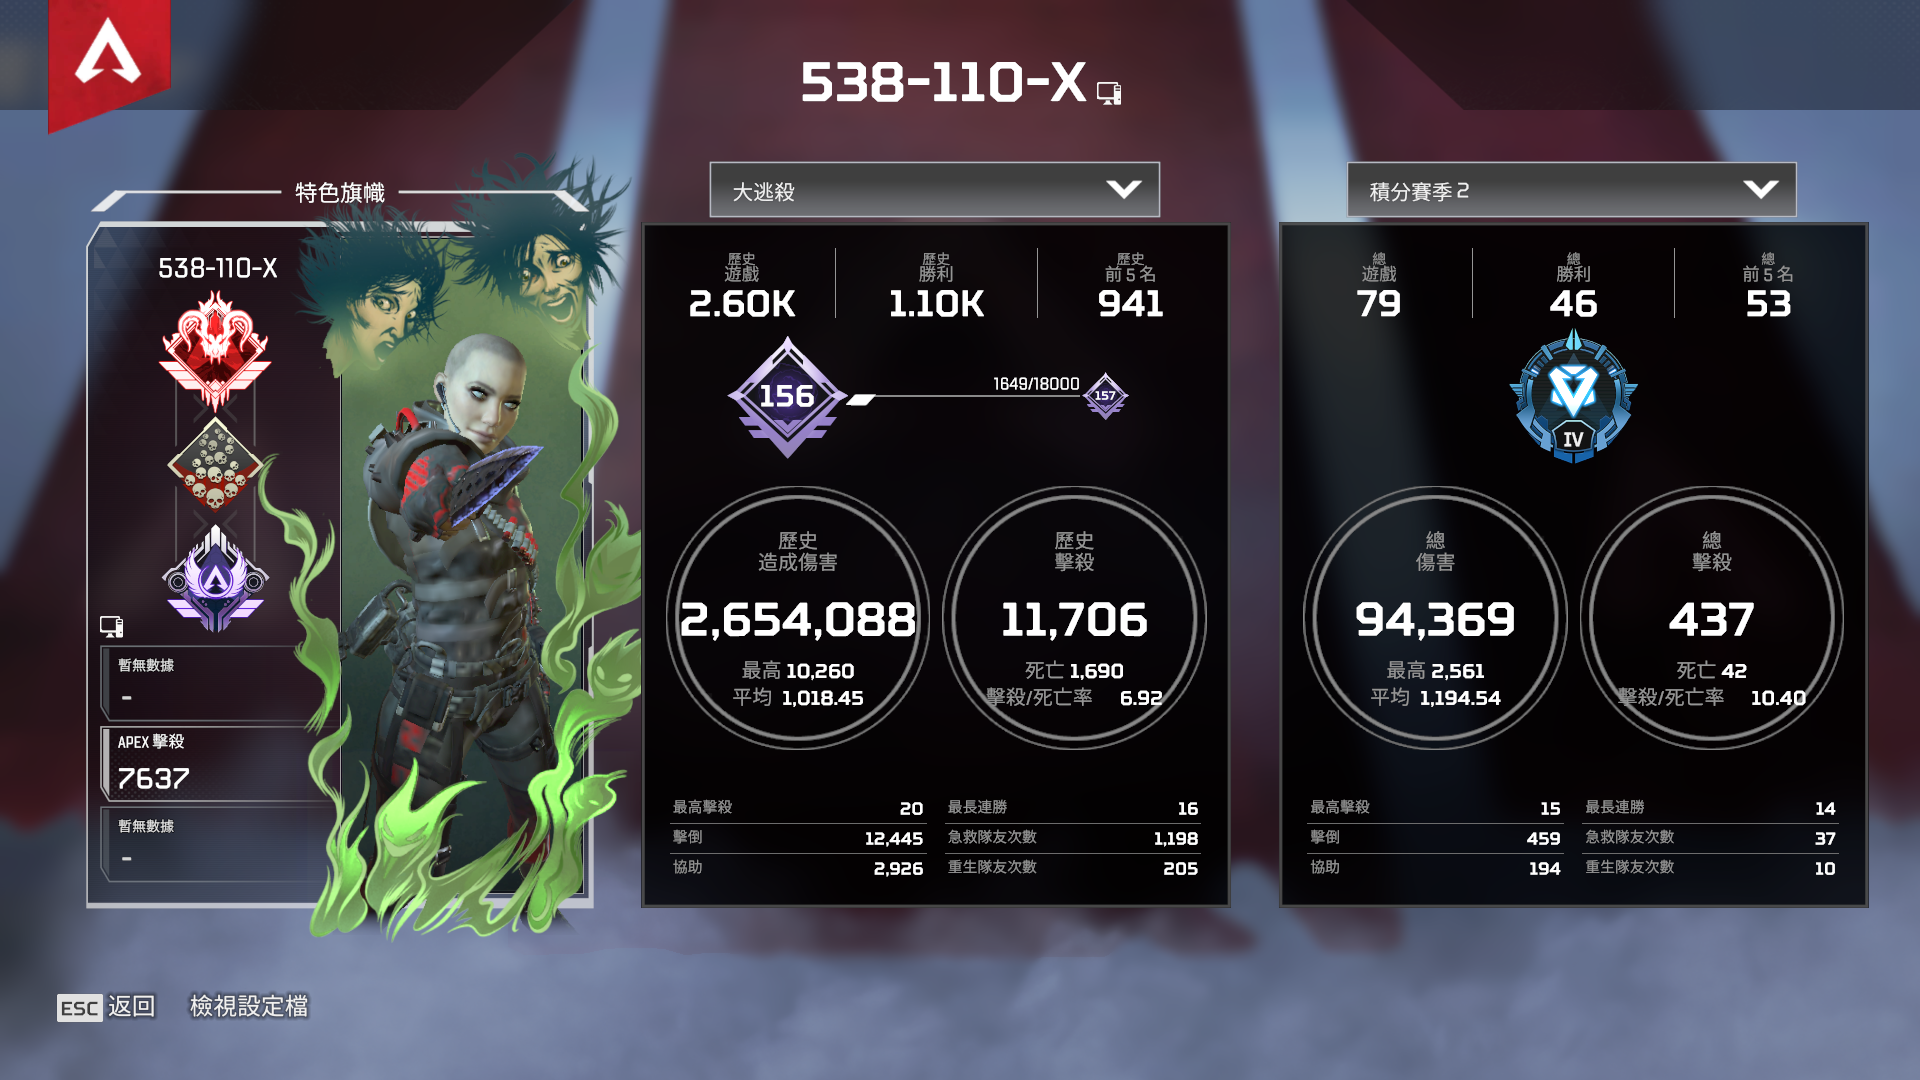 538-110-X
特色旗幟
538-110-X
暫無數據
-
APEX 擊殺
7637
暫無數據
-
大逃殺
歷史
遊戲
2.60K
歷史
勝利
1.10K
歷史
前 5 名
941
156
1649/18000
157
歷史
造成傷害
2,654,088
最高 10,260
平均 1,018.45
歷史
擊殺
11,706
死亡 1,690
擊殺/死亡率 6.92
最高擊殺 20
擊倒 12,445
協助 2,926
最長連勝 16
急救隊友次數 1,198
重生隊友次數 205
積分賽季 2
總
遊戲
79
總
勝利
46
總
前 5 名
53
IV
總
傷害
94,369
最高 2,561
平均 1,194.54
總
擊殺
437
死亡 42
擊殺/死亡率 10.40
最高擊殺 15
擊倒 459
協助 194
最長連勝 14
急救隊友次數 37
重生隊友次數 10
ESC 返回 檢視設定檔